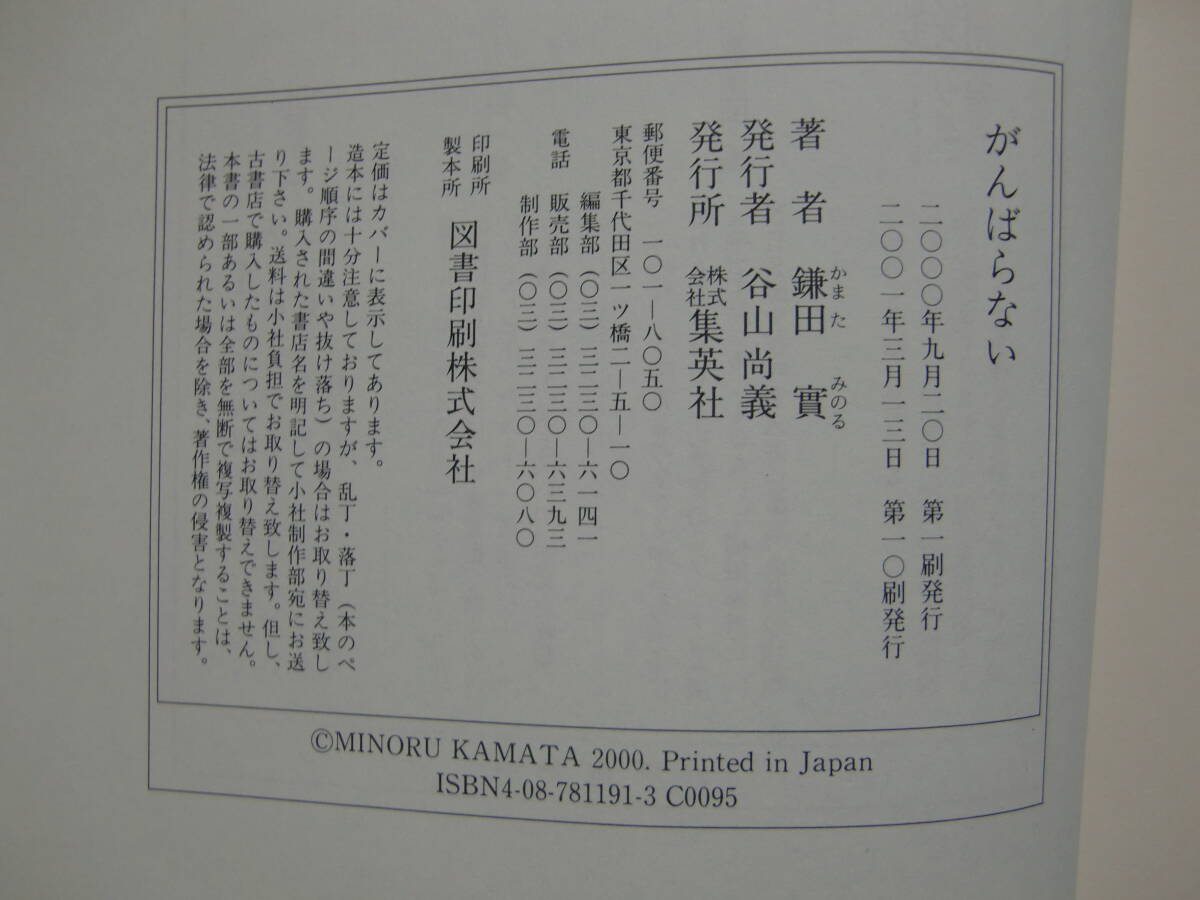 がんばらない
二〇〇〇年九月二〇日　第一刷発行
二〇〇一年三月一三日　第一〇刷発行
著者　鎌田　實
かまた　みのる
発行者　谷山尚義
発行所　株式会社集英社
郵便番号　一〇一―八〇五〇
東京都千代田区一ツ橋二―五―一〇
編集部（〇三）三二三〇―六一四一
電話　販売部（〇三）三二三〇―六三九三
制作部（〇三）三二三〇―六〇八〇
印刷所
製本所
図書印刷株式会社
定価はカバーに表示してあります。
造本には十分注意しておりますが、乱丁・落丁（本のペ
ージ順序の間違いや抜け落ち）の場合はお取り替え致し
ます。購入された書店名を明記して小社制作部宛にお送
り下さい。送料は小社負担でお取り替え致します。但し、
古書店で購入したものについてはお取り替えできません。
本書の一部あるいは全部を無断で複写複製することは、
法律で認められた場合を除き、著作権の侵害となります。
©MINORU KAMATA 2000. Printed in Japan
ISBN4-08-781191-3 C0095